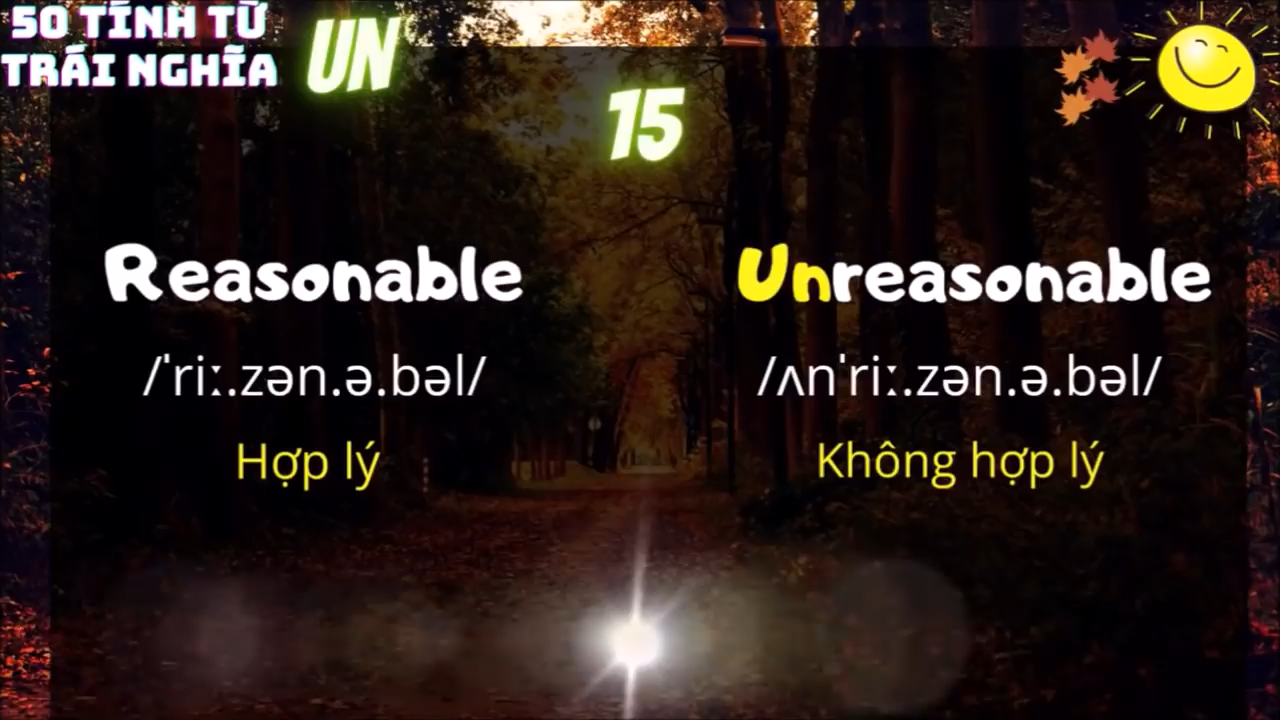 50 TÍNH TỪ
TRÁI NGHĨA
UN
15
Reasonable
Unreasonable
/ˈriː.zən.ə.bəl/
/ʌnˈriː.zən.ə.bəl/
Hợp lý
Không hợp lý